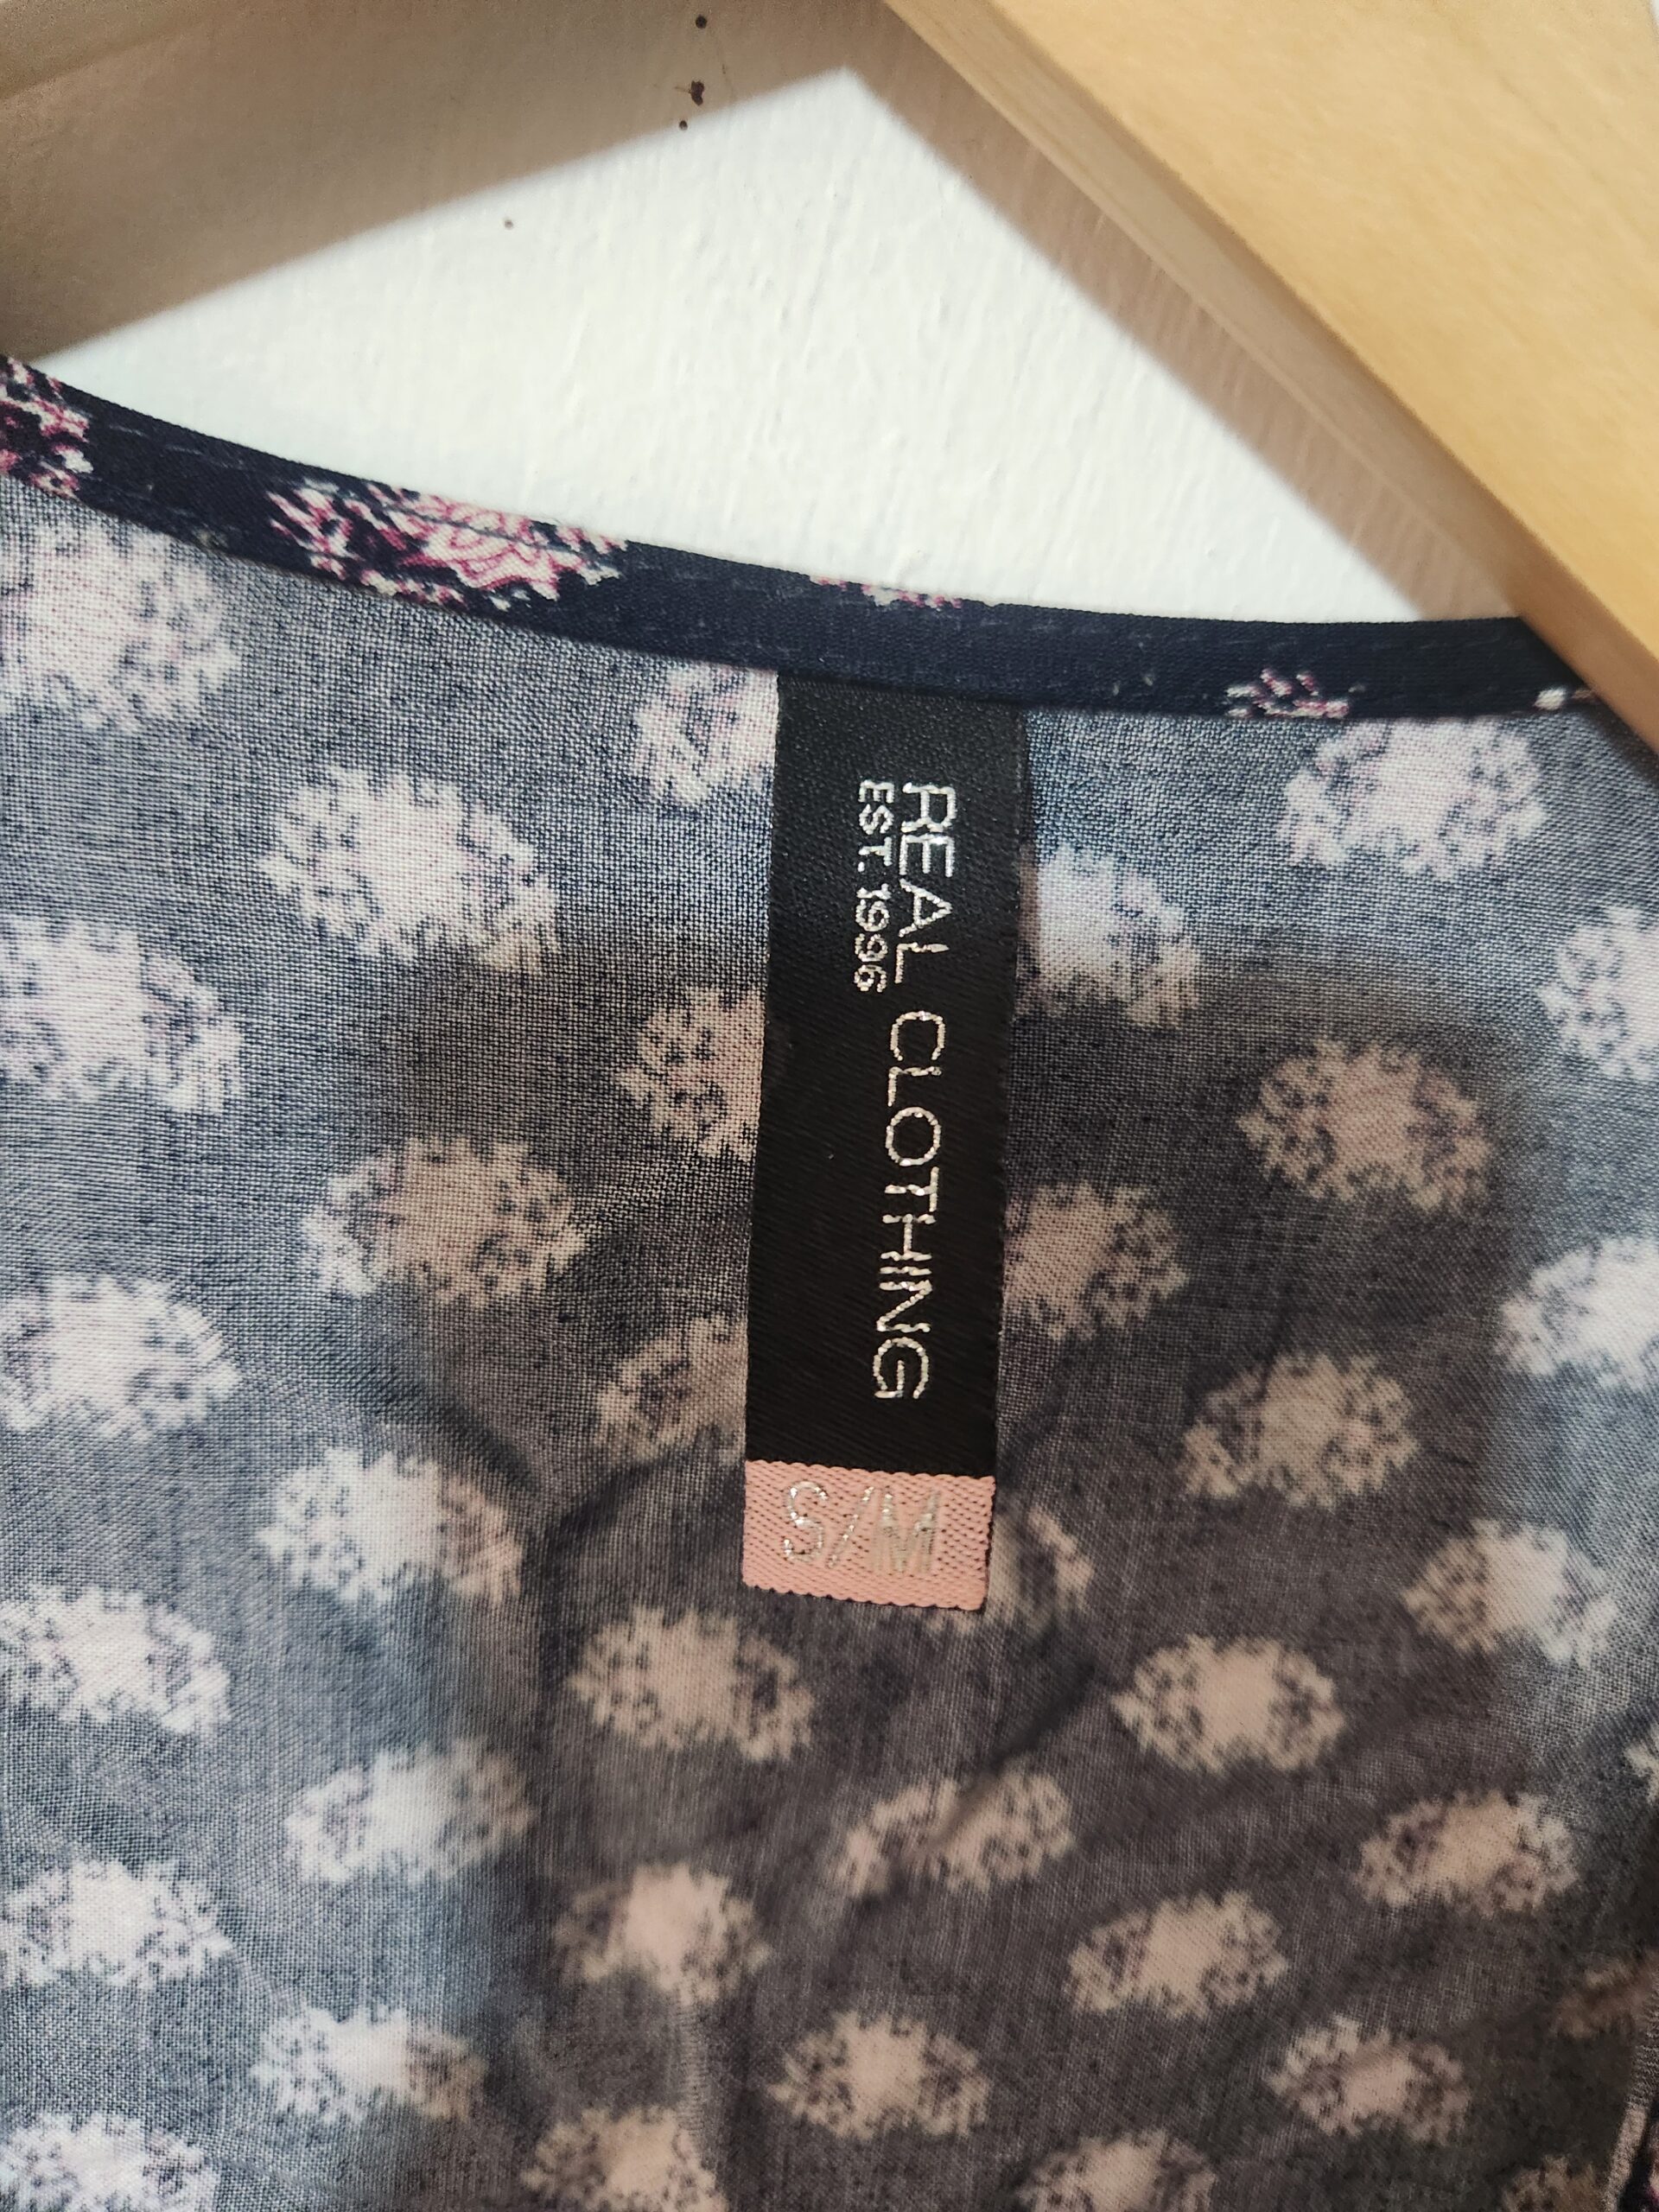 REAL CLOTHING
EST. 1996
S/M